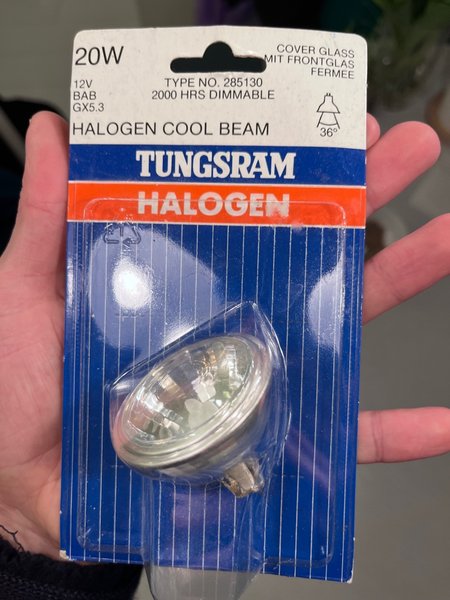 20W
12V
BAB
GX5.3
TYPE NO. 285130
2000 HRS DIMMABLE
COVER GLASS
MIT FRONTGLAS
FERMEE
36°
HALOGEN COOL BEAM
TUNGSRAM
HALOGEN